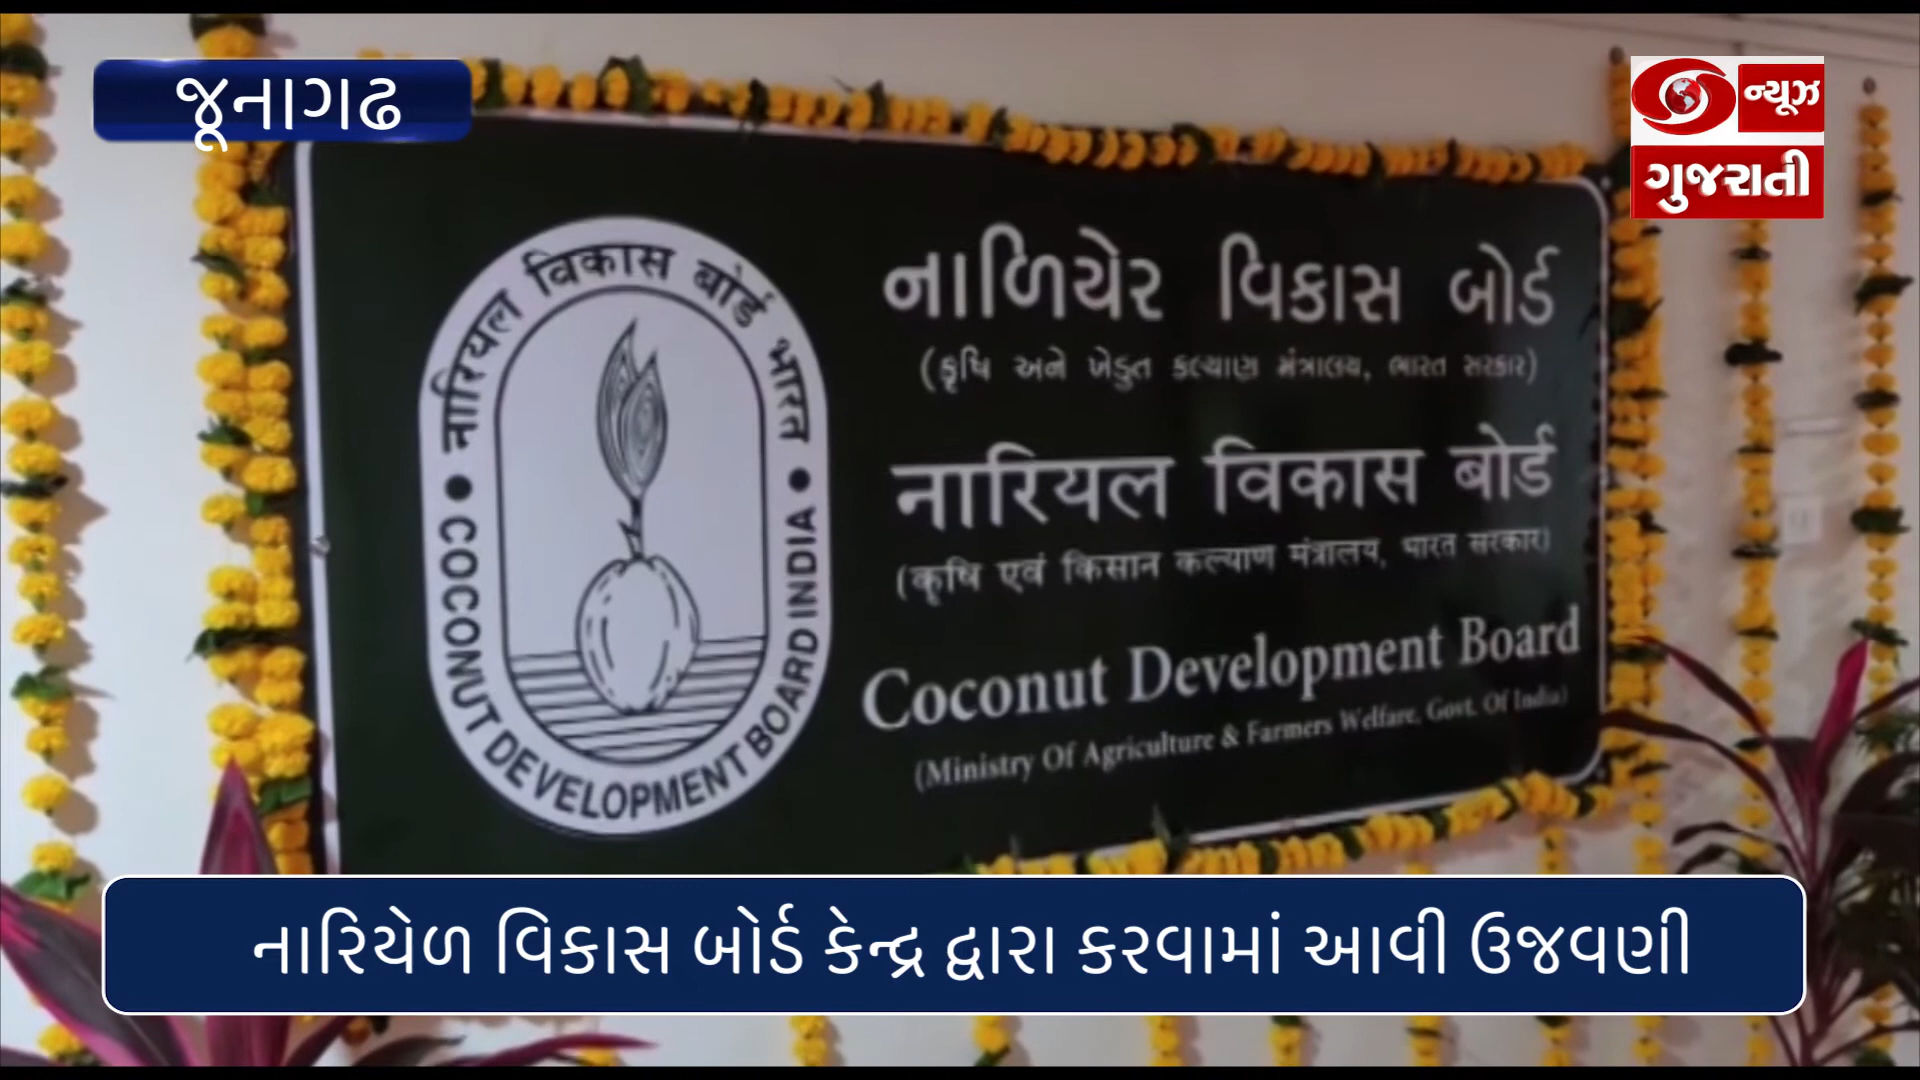 જૂનાગઢ
ન્યૂઝ
ગુજરાતી
નાળિયેર વિકાસ બોર્ડ
(કૃષિ અને ખેડુત કલ્યાણ મંત્રાલય, ભારત સરકાર)
नारियल विकास बोर्ड
(कृषि एवं किसान कल्याण मंत्रालय, भारत सरकार)
Coconut Development Board
(Ministry Of Agriculture & Farmers Welfare, Govt. Of India)
नारियल विकास बोर्ड भारत
COCONUT DEVELOPMENT BOARD INDIA
નારિયેળ વિકાસ બોર્ડ કેન્દ્ર દ્વારા કરવામાં આવી ઉજવણી